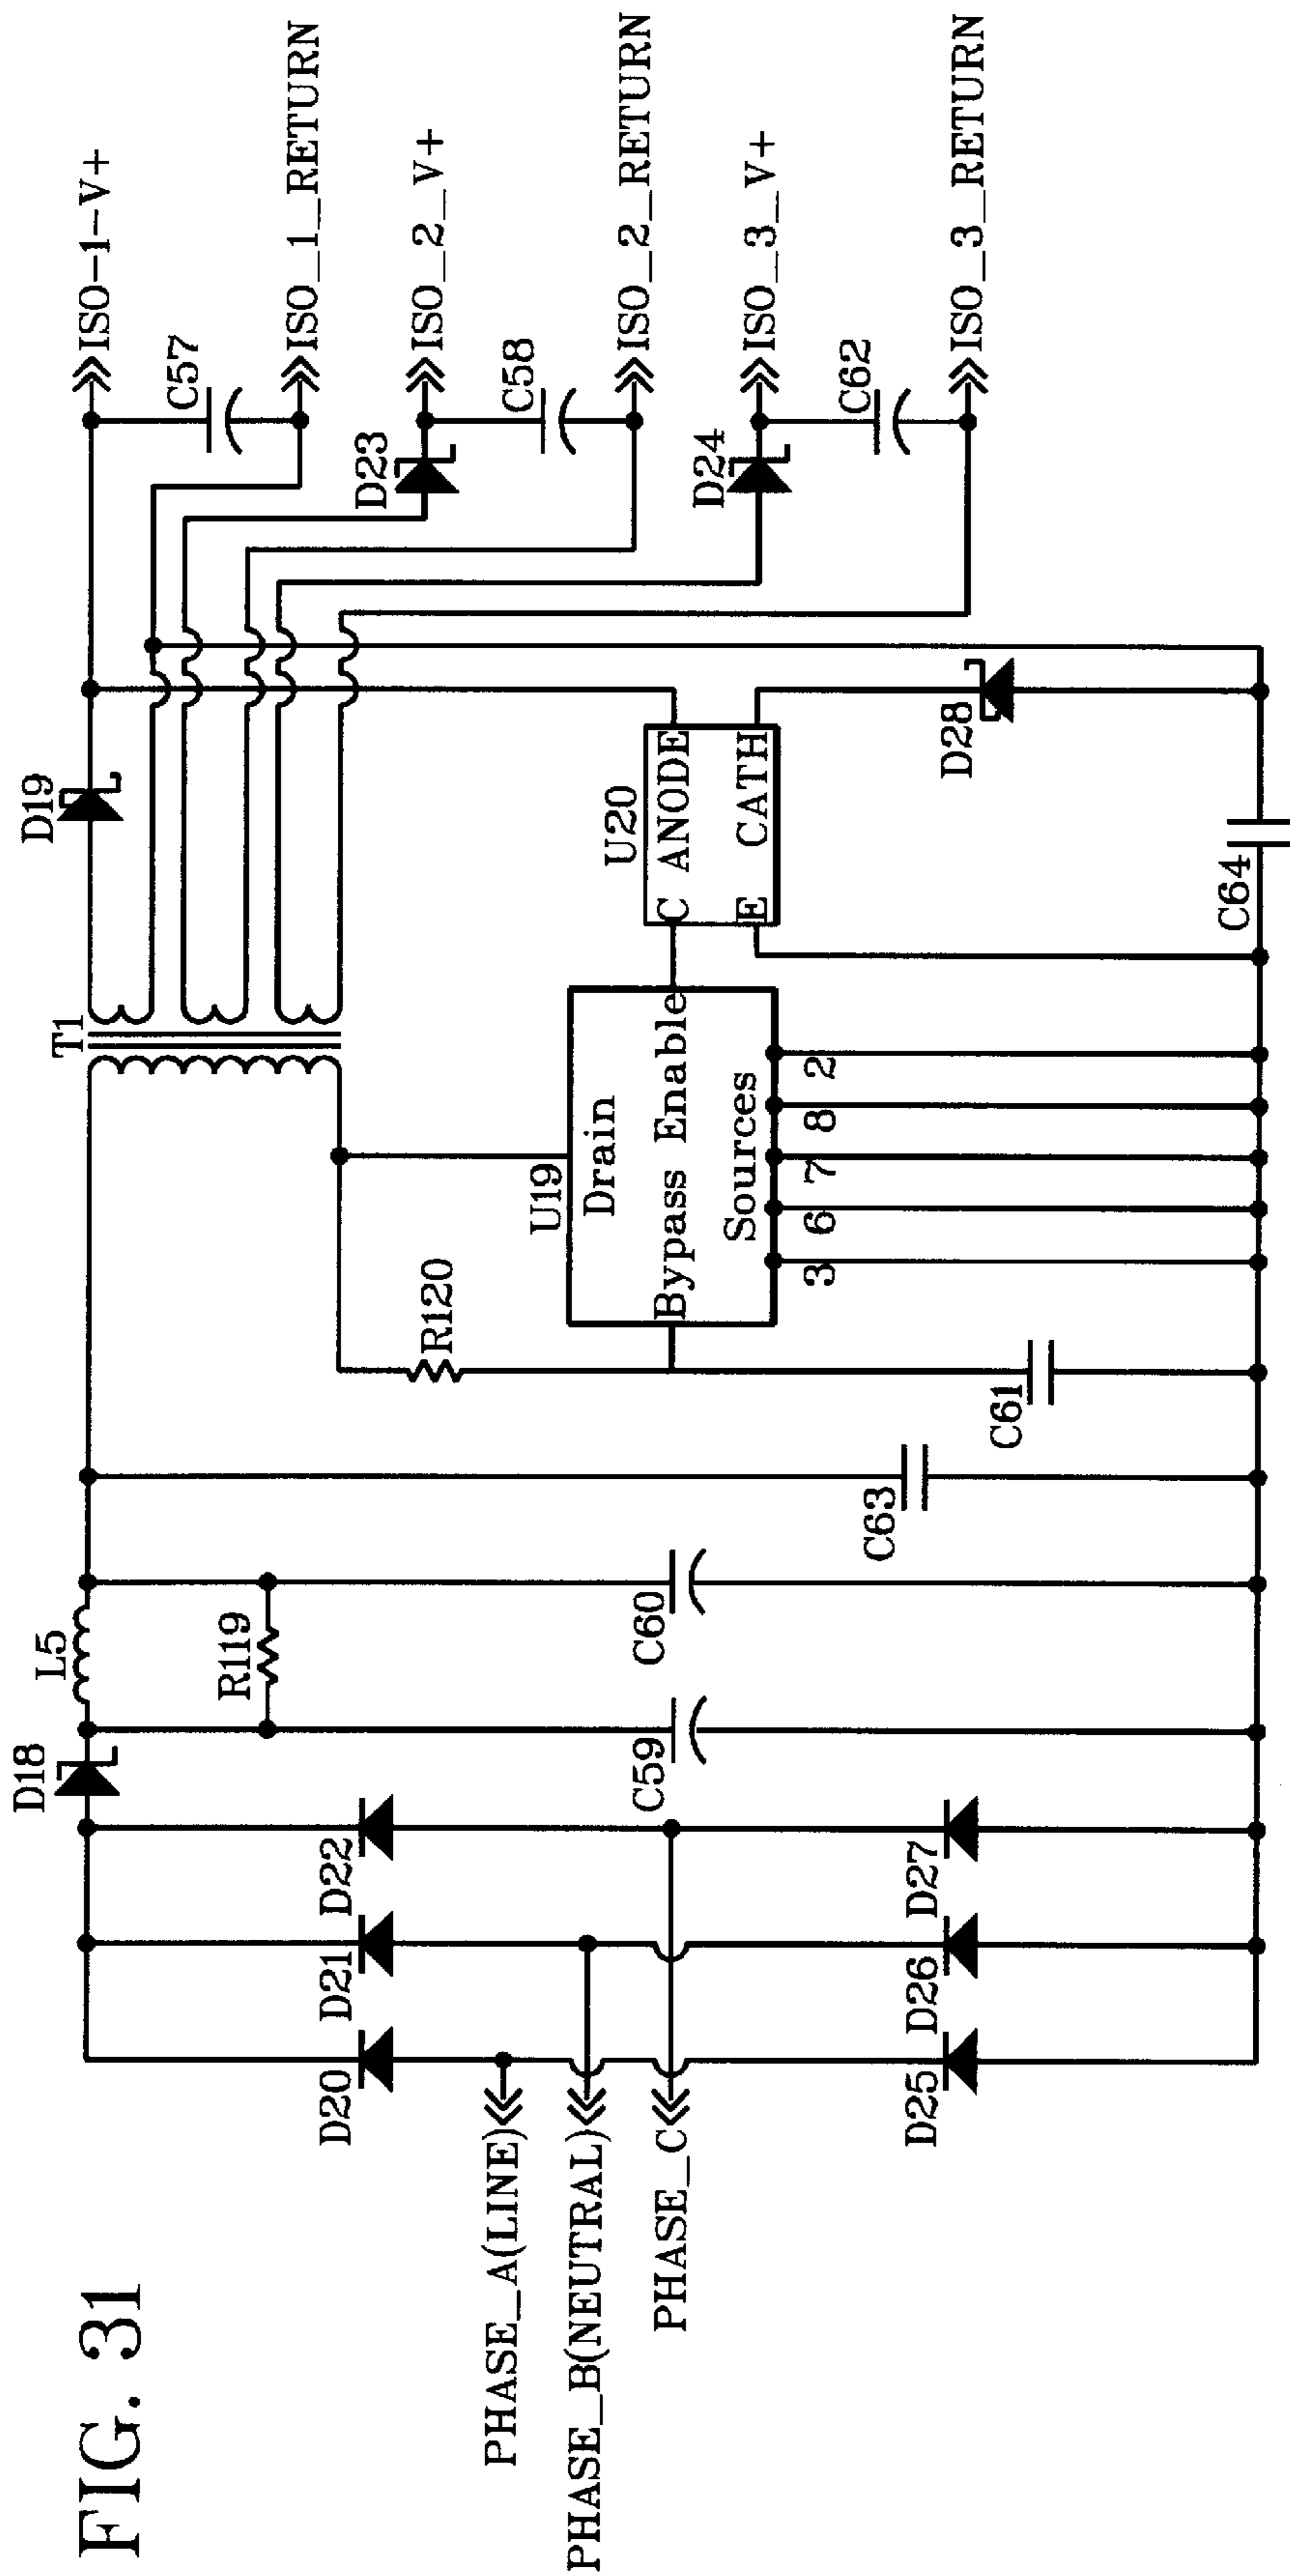 FIG. 31
PHASE_A(LINE)
PHASE_B(NEUTRAL)
PHASE_C
D20
D21
D22
D25
D26
D27
D18
L5
R119
C59
C60
C63
C61
R120
T1
U19
Drain
Bypass Enable
Sources
3 6 7 8 2
U20
C ANODE
E CATH
D28
C64
D19
D23
D24
C57
C58
C62
ISO-1-V+
ISO_1_RETURN
ISO_2_V+
ISO_2_RETURN
ISO_3_V+
ISO_3_RETURN